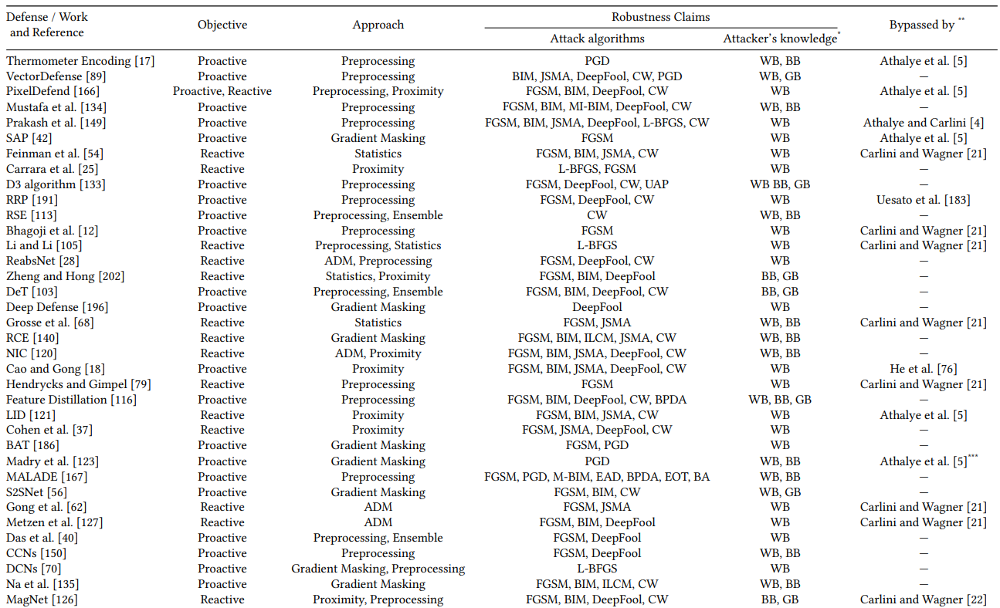 Defense / Work and Reference Objective Approach Robustness Claims Bypassed by **
Attack algorithms Attacker's knowledge*
Thermometer Encoding [17] Proactive Preprocessing PGD WB, BB Athalye et al. [5]
VectorDefense [89] Proactive Preprocessing BIM, JSMA, DeepFool, CW, PGD WB, GB —
PixelDefend [166] Proactive, Reactive Preprocessing, Proximity FGSM, BIM, DeepFool, CW WB Athalye et al. [5]
Mustafa et al. [134] Proactive Preprocessing FGSM, BIM, MI-BIM, DeepFool, CW WB, BB —
Prakash et al. [149] Proactive Preprocessing FGSM, BIM, JSMA, DeepFool, L-BFGS, CW WB Athalye and Carlini [4]
SAP [42] Proactive Gradient Masking FGSM WB Athalye et al. [5]
Feinman et al. [54] Reactive Statistics FGSM, BIM, JSMA, CW WB Carlini and Wagner [21]
Carrara et al. [25] Reactive Proximity L-BFGS, FGSM WB —
D3 algorithm [133] Proactive Preprocessing FGSM, DeepFool, CW, UAP WB BB, GB —
RRP [191] Proactive Preprocessing FGSM, DeepFool, CW WB Uesato et al. [183]
RSE [113] Proactive Preprocessing, Ensemble CW WB, BB —
Bhagoji et al. [12] Proactive Preprocessing FGSM WB Carlini and Wagner [21]
Li and Li [105] Reactive Preprocessing, Statistics L-BFGS WB Carlini and Wagner [21]
ReabsNet [28] Reactive ADM, Preprocessing FGSM, DeepFool, CW WB —
Zheng and Hong [202] Reactive Statistics, Proximity FGSM, BIM, DeepFool BB, GB —
DeT [103] Proactive Preprocessing, Ensemble FGSM, BIM, DeepFool, CW BB, GB —
Deep Defense [196] Proactive Gradient Masking DeepFool WB —
Grosse et al. [68] Reactive Statistics FGSM, JSMA WB, BB Carlini and Wagner [21]
RCE [140] Reactive Gradient Masking FGSM, BIM, ILCM, JSMA, CW WB, BB —
NIC [120] Reactive ADM, Proximity FGSM, BIM, JSMA, DeepFool, CW WB, BB —
Cao and Gong [18] Proactive Proximity FGSM, BIM, JSMA, DeepFool, CW WB He et al. [76]
Hendrycks and Gimpel [79] Reactive Preprocessing FGSM WB Carlini and Wagner [21]
Feature Distillation [116] Proactive Preprocessing FGSM, BIM, DeepFool, CW, BPDA WB, BB, GB —
LID [121] Reactive Proximity FGSM, BIM, JSMA, CW WB Athalye et al. [5]
Cohen et al. [37] Reactive Proximity FGSM, JSMA, DeepFool, CW WB —
BAT [186] Proactive Gradient Masking FGSM, PGD WB —
Madry et al. [123] Proactive Gradient Masking PGD WB, BB Athalye et al. [5]***
MALADE [167] Proactive Preprocessing FGSM, PGD, M-BIM, EAD, BPDA, EOT, BA WB, BB —
S2SNet [56] Proactive Gradient Masking FGSM, BIM, CW WB, GB —
Gong et al. [62] Reactive ADM FGSM, JSMA WB Carlini and Wagner [21]
Metzen et al. [127] Reactive ADM FGSM, BIM, DeepFool WB Carlini and Wagner [21]
Das et al. [40] Proactive Preprocessing, Ensemble FGSM, DeepFool WB —
CCNs [150] Proactive Preprocessing FGSM, DeepFool WB, BB —
DCNs [70] Proactive Gradient Masking, Preprocessing L-BFGS WB —
Na et al. [135] Proactive Gradient Masking FGSM, BIM, ILCM, CW WB, BB —
MagNet [126] Reactive Proximity, Preprocessing FGSM, BIM, DeepFool, CW BB, GB Carlini and Wagner [22]